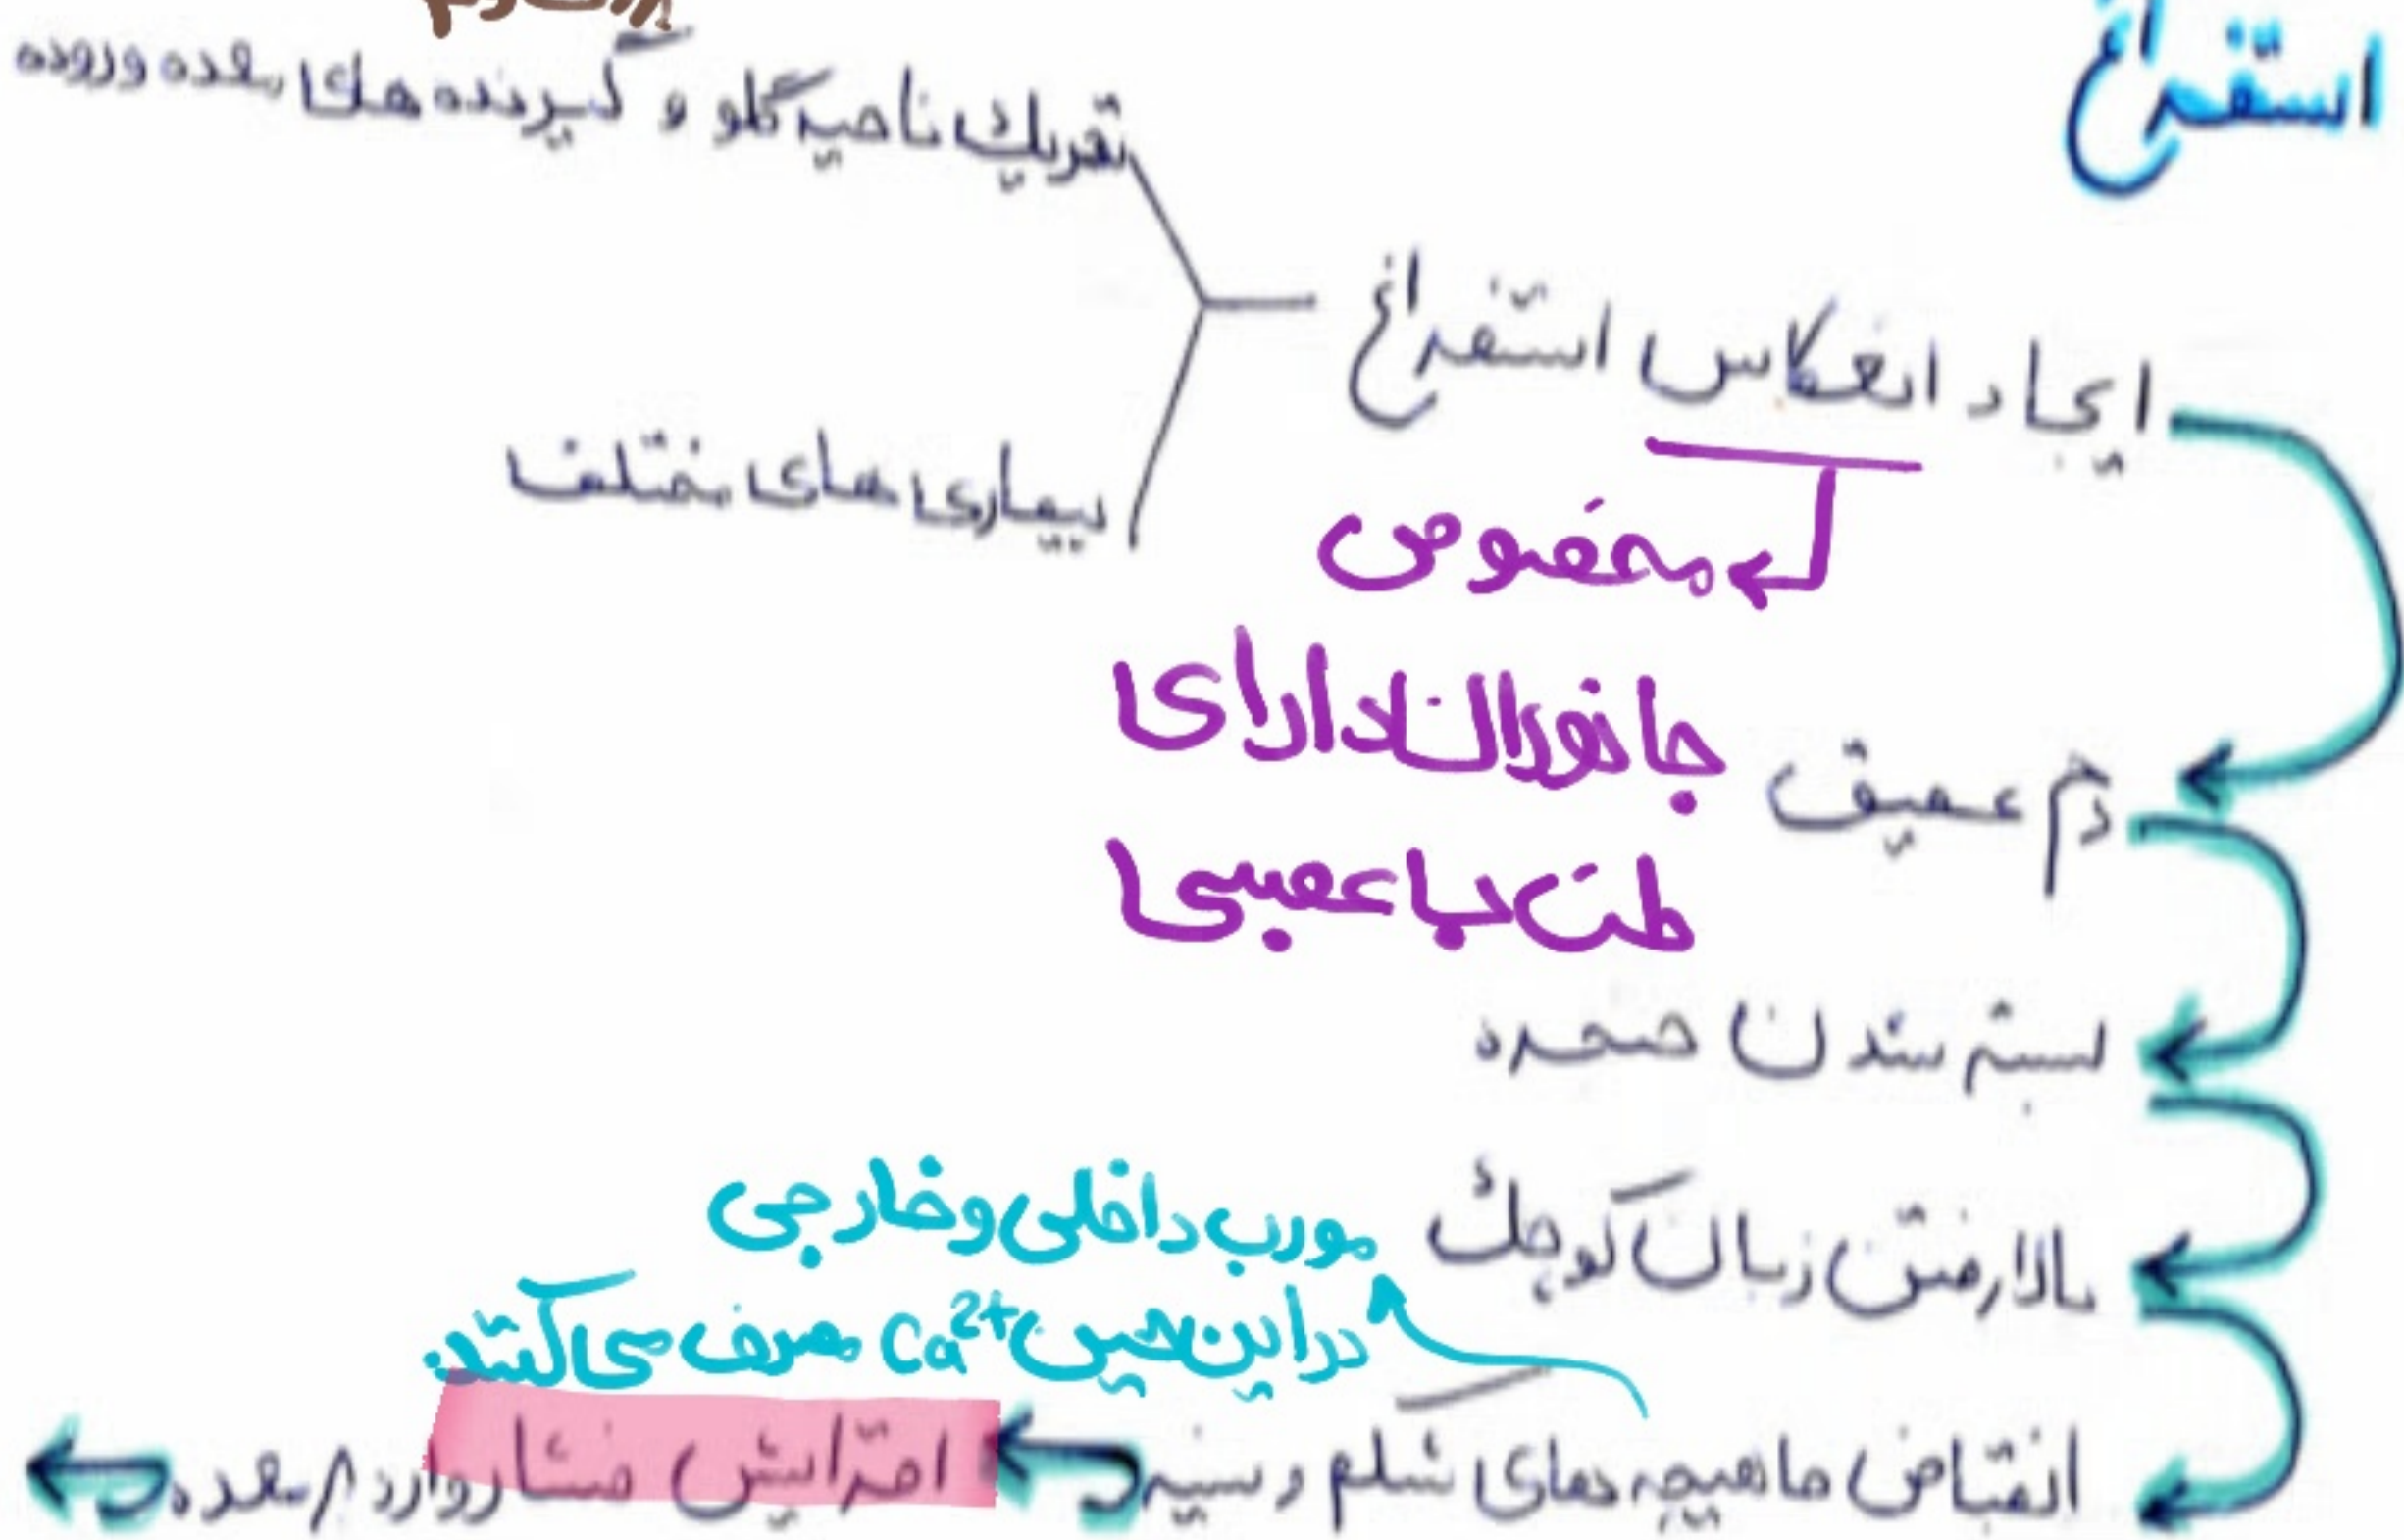 استفراغ
تحریک ناحیه گلو و گیرنده های معده و روده
ایجاد انعکاس استفراغ
بیماری های مختلف
مخصوص
جانوران دارای
طناب عصبی
دم عمیق
بسته شدن حنجره
بالا رفتن زبان کوچک
مورب داخلی و خارجی
در این حین Ca²⁺ مصرف می کنند.
انقباض ماهیچه های شکم و سینه
افزایش فشار وارد بر معده